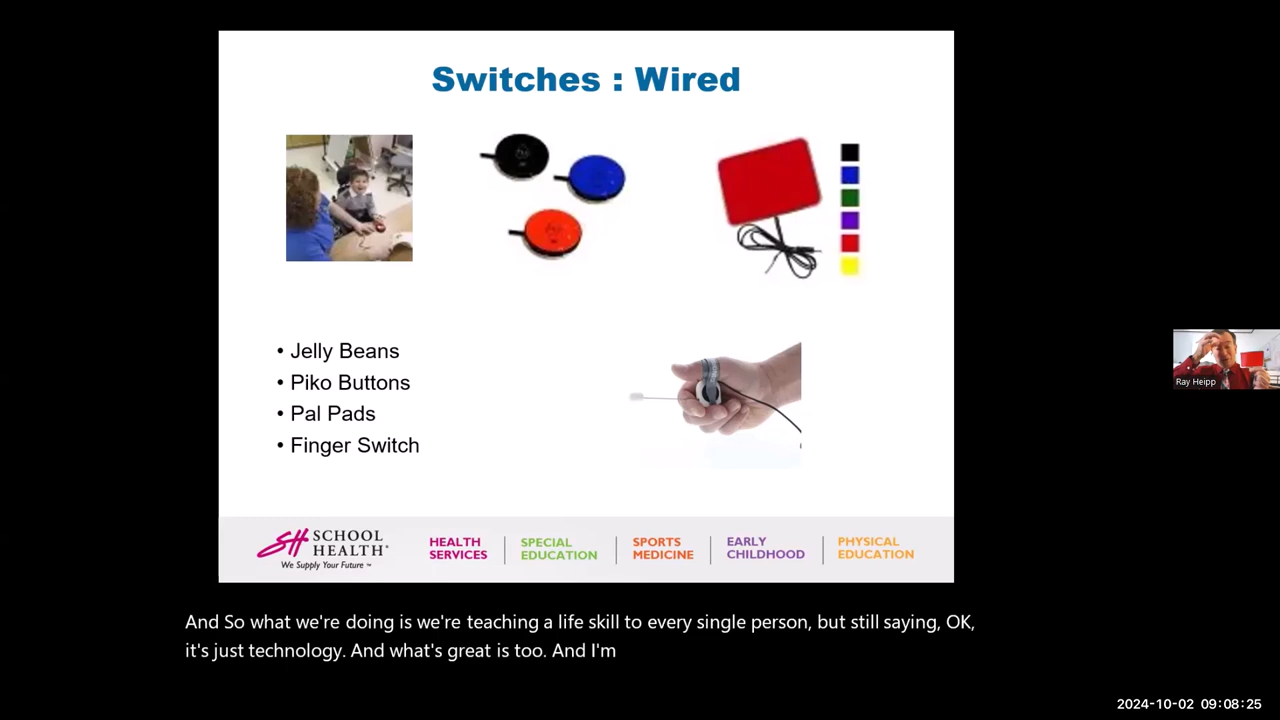 Switches : Wired
• Jelly Beans
• Piko Buttons
• Pal Pads
• Finger Switch
SH SCHOOL
HEALTH®
We Supply Your Future ™
HEALTH
SERVICES
SPECIAL
EDUCATION
SPORTS
MEDICINE
EARLY
CHILDHOOD
PHYSICAL
EDUCATION
Ray Heipp
And So what we're doing is we're teaching a life skill to every single person, but still saying, OK,
it's just technology. And what's great is too. And I'm
2024-10-02 09:08:25